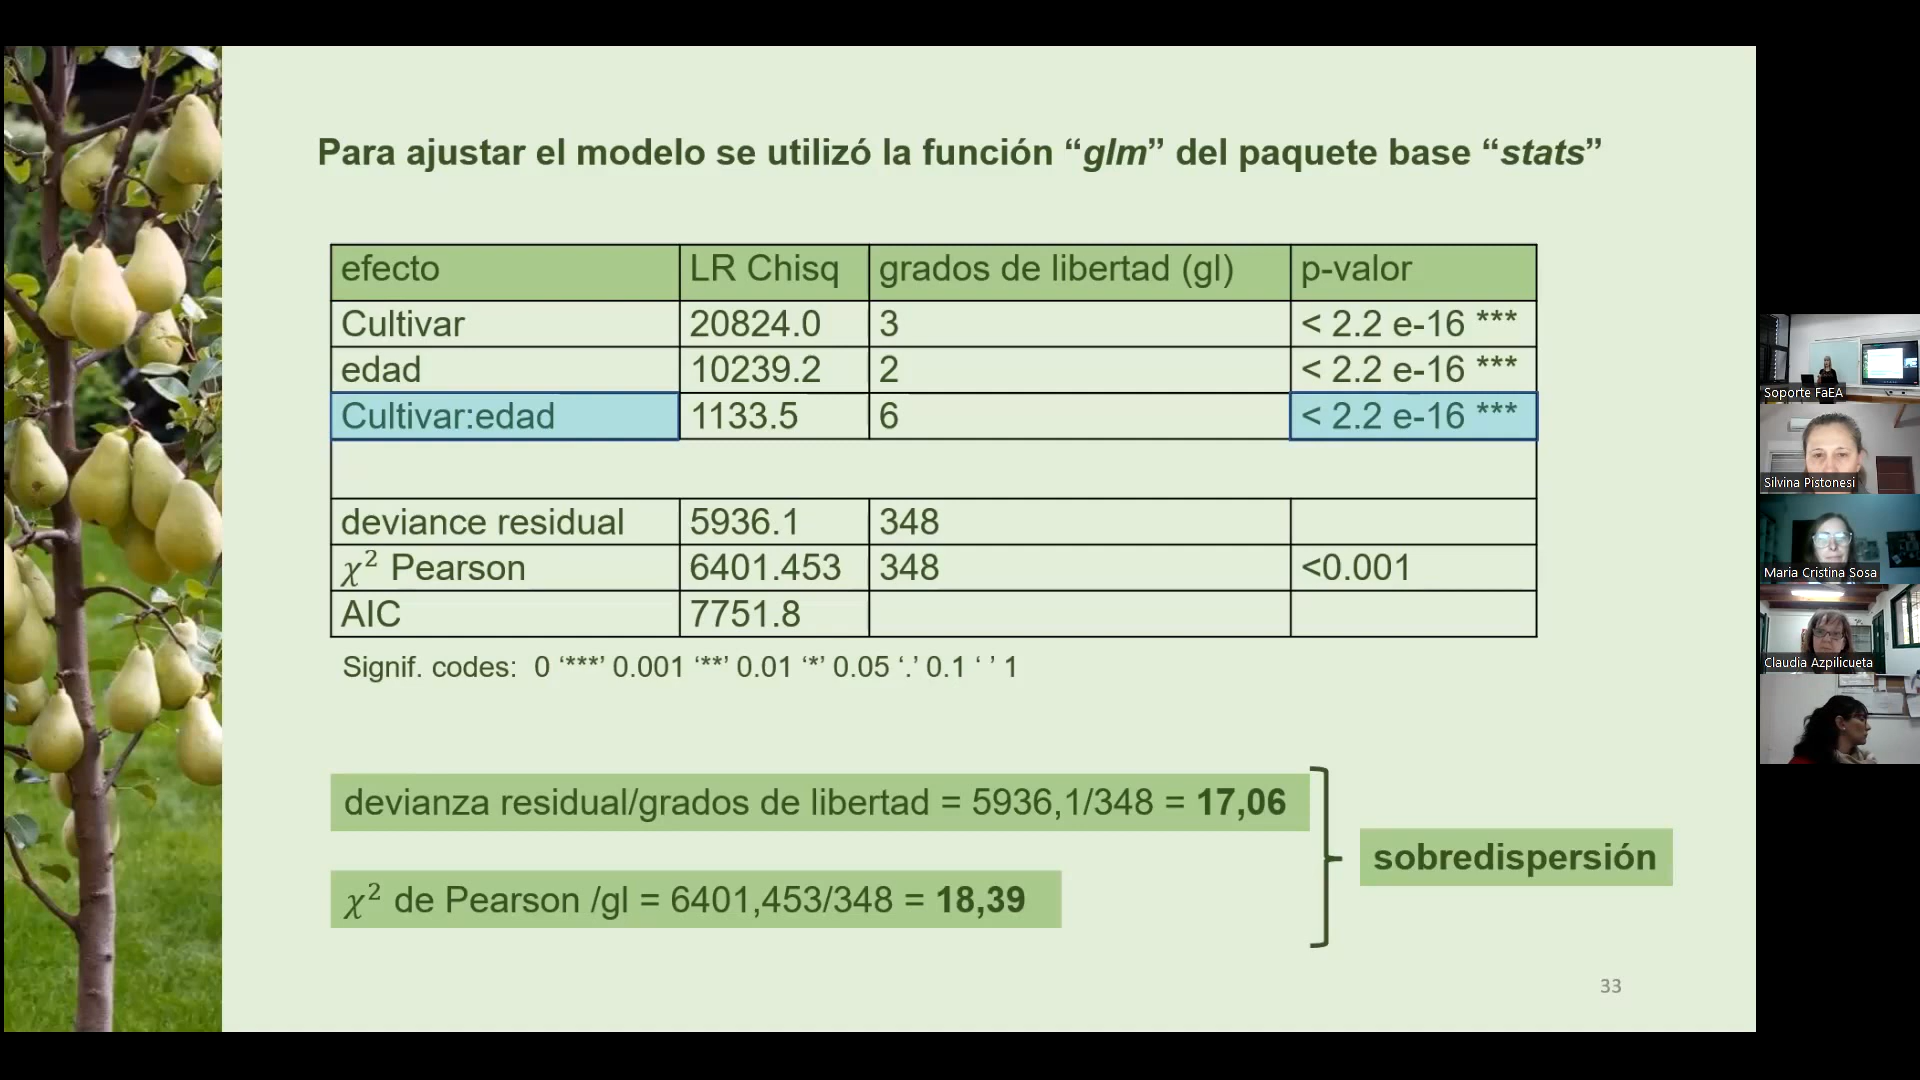 Para ajustar el modelo se utilizó la función “glm” del paquete base “stats”
efecto LR Chisq grados de libertad (gl) p-valor
Cultivar 20824.0 3 < 2.2 e-16 ***
edad 10239.2 2 < 2.2 e-16 ***
Cultivar:edad 1133.5 6 < 2.2 e-16 ***
deviance residual 5936.1 348
χ² Pearson 6401.453 348 <0.001
AIC 7751.8
Signif. codes: 0 ‘***’ 0.001 ‘**’ 0.01 ‘*’ 0.05 ‘.’ 0.1 ‘ ’ 1
devianza residual/grados de libertad = 5936,1/348 = 17,06
χ² de Pearson /gl = 6401,453/348 = 18,39
sobredispersión
33
Soporte FaEA
Silvina Pistonesi
Maria Cristina Sosa
Claudia Azpilicueta